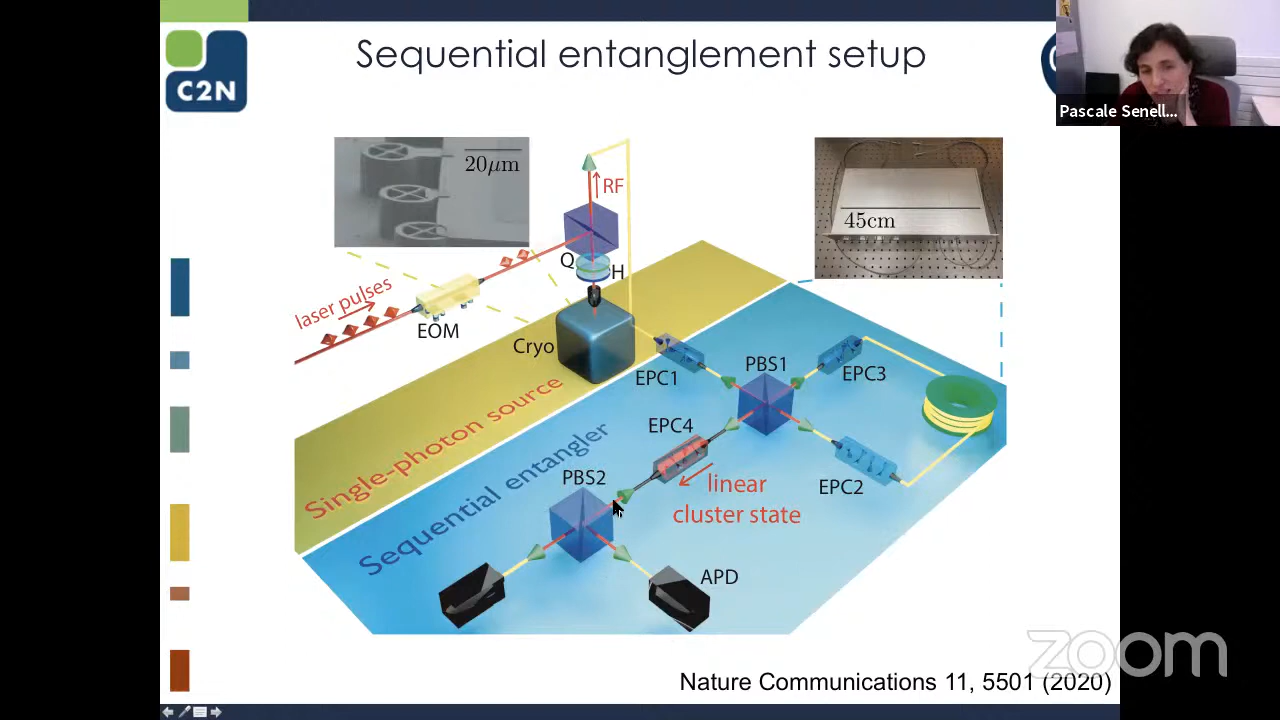 Sequential entanglement setup
C2N
Pascale Senell...
20μm
RF
45cm
Q
H
laser pulses
EOM
Cryo
EPC1
PBS1
EPC3
Single-photon source
EPC4
Sequential entangler
PBS2
EPC2
linear
cluster state
APD
zoom
Nature Communications 11, 5501 (2020)